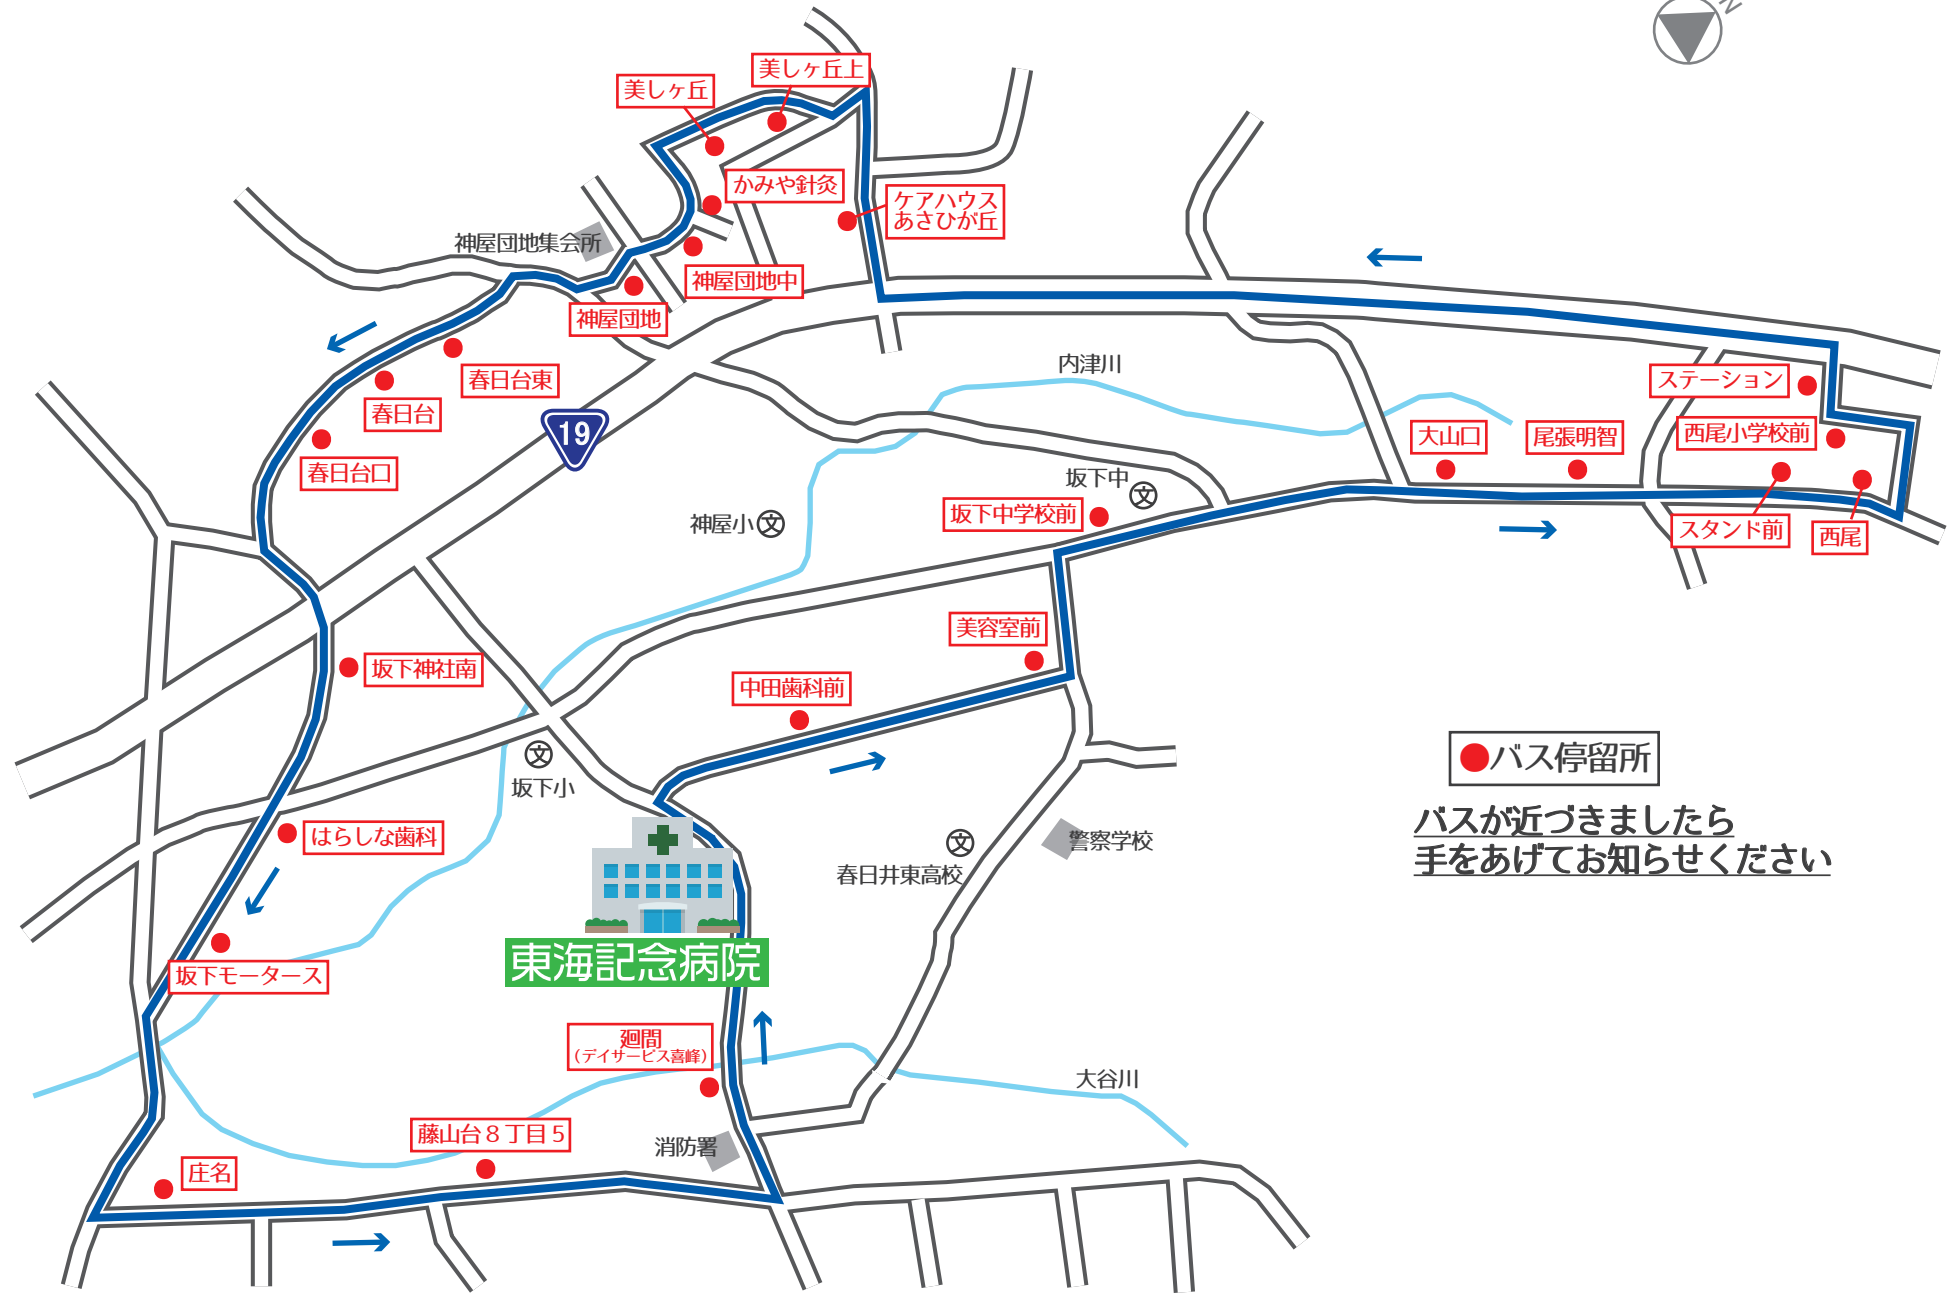 N
美しヶ丘上
美しヶ丘
かみや針灸
ケアハウス
あさひが丘
神屋団地集会所
神屋団地中
神屋団地
春日台東
春日台
春日台口
19
内津川
ステーション
西尾小学校前
大山口
尾張明智
坂下中
文
坂下中学校前
神屋小
文
スタンド前
西尾
美容室前
坂下神社南
中田歯科前
文
坂下小
はらしな歯科
文
春日井東高校
警察学校
バス停留所
バスが近づきましたら
手をあげてお知らせください
東海記念病院
坂下モータース
廻間
(デイサービス喜峰)
大谷川
藤山台8丁目5
消防署
庄名